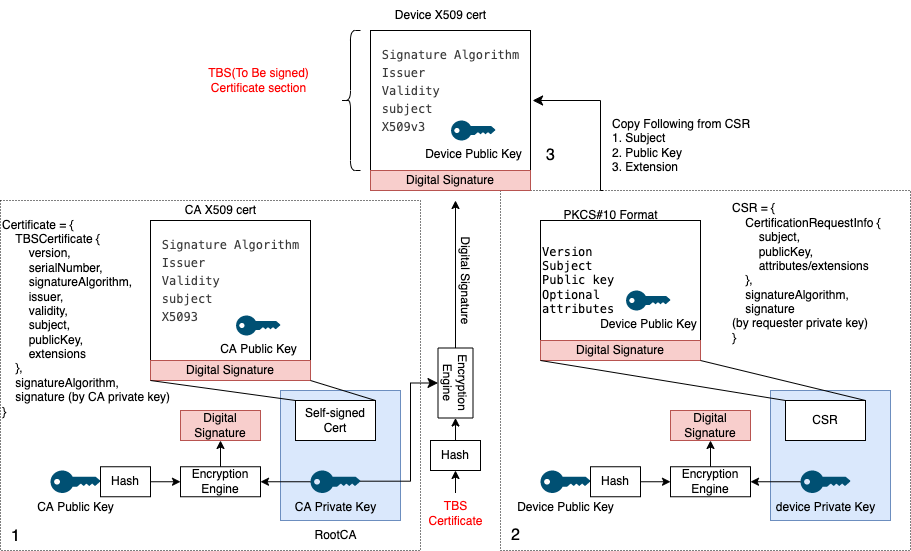 Device X509 cert
TBS(To Be signed)
Certificate section
Signature Algorithm
Issuer
Validity
subject
X509v3
Device Public Key
Digital Signature
3
Copy Following from CSR
1. Subject
2. Public Key
3. Extension
CA X509 cert
Certificate = {
TBSCertificate {
version,
serialNumber,
signatureAlgorithm,
issuer,
validity,
subject,
publicKey,
extensions
},
signatureAlgorithm,
signature (by CA private key)
}
Signature Algorithm
Issuer
Validity
subject
X5093
CA Public Key
Digital Signature
Self-signed
Cert
Digital
Signature
Hash
Encryption
Engine
CA Public Key
CA Private Key
RootCA
1
Digital Signature
Encryption
Engine
Hash
TBS
Certificate
PKCS#10 Format
Version
Subject
Public key
Optional
attributes
Device Public Key
Digital Signature
CSR = {
CertificationRequestInfo {
subject,
publicKey,
attributes/extensions
},
signatureAlgorithm,
signature
(by requester private key)
}
CSR
Digital
Signature
Hash
Encryption
Engine
Device Public Key
device Private Key
2